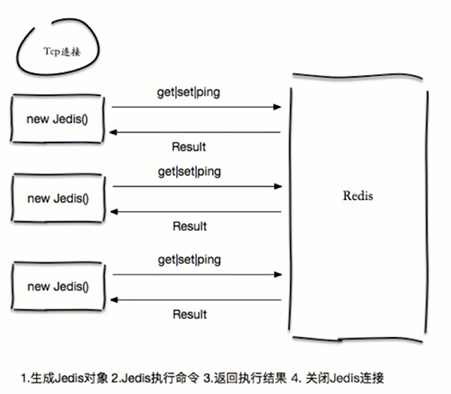 Tcp连接
get|set|ping
new Jedis()
Result
get|set|ping
new Jedis()
Redis
Result
get|set|ping
new Jedis()
Result
1.生成Jedis对象 2.Jedis执行命令 3.返回执行结果 4. 关闭Jedis连接